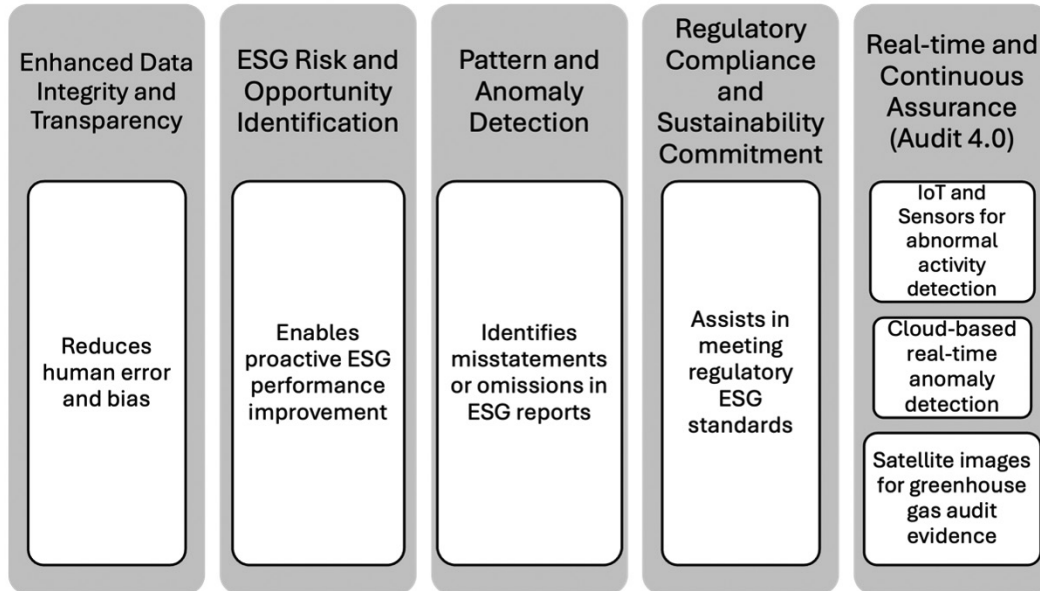 Enhanced Data
Integrity and
Transparency
Reduces
human error
and bias
ESG Risk and
Opportunity
Identification
Enables
proactive ESG
performance
improvement
Pattern and
Anomaly
Detection
Identifies
misstatements
or omissions in
ESG reports
Regulatory
Compliance
and
Sustainability
Commitment
Assists in
meeting
regulatory
ESG
standards
Real-time and
Continuous
Assurance
(Audit 4.0)
IoT and
Sensors for
abnormal
activity
detection
Cloud-based
real-time
anomaly
detection
Satellite images
for greenhouse
gas audit
evidence